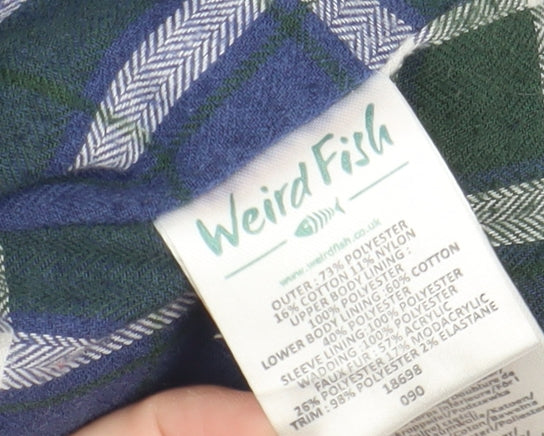 Weird Fish
www.weirdfish.co.uk
OUTER : 73% POLYESTER
16% COTTON 11% NYLON
UPPER BODY LINING :
100% POLYESTER
LOWER BODY LINING: 60% COTTON
40% POLYESTER
SLEEVE LINING:100% POLYESTER
WADDING :100% POLYESTER
FAUX FUR :57% ACRYLIC
26% POLYESTER 17% MODACRYLIC
TRIM : 98% POLYESTER 2% ELASTANE
18698
090